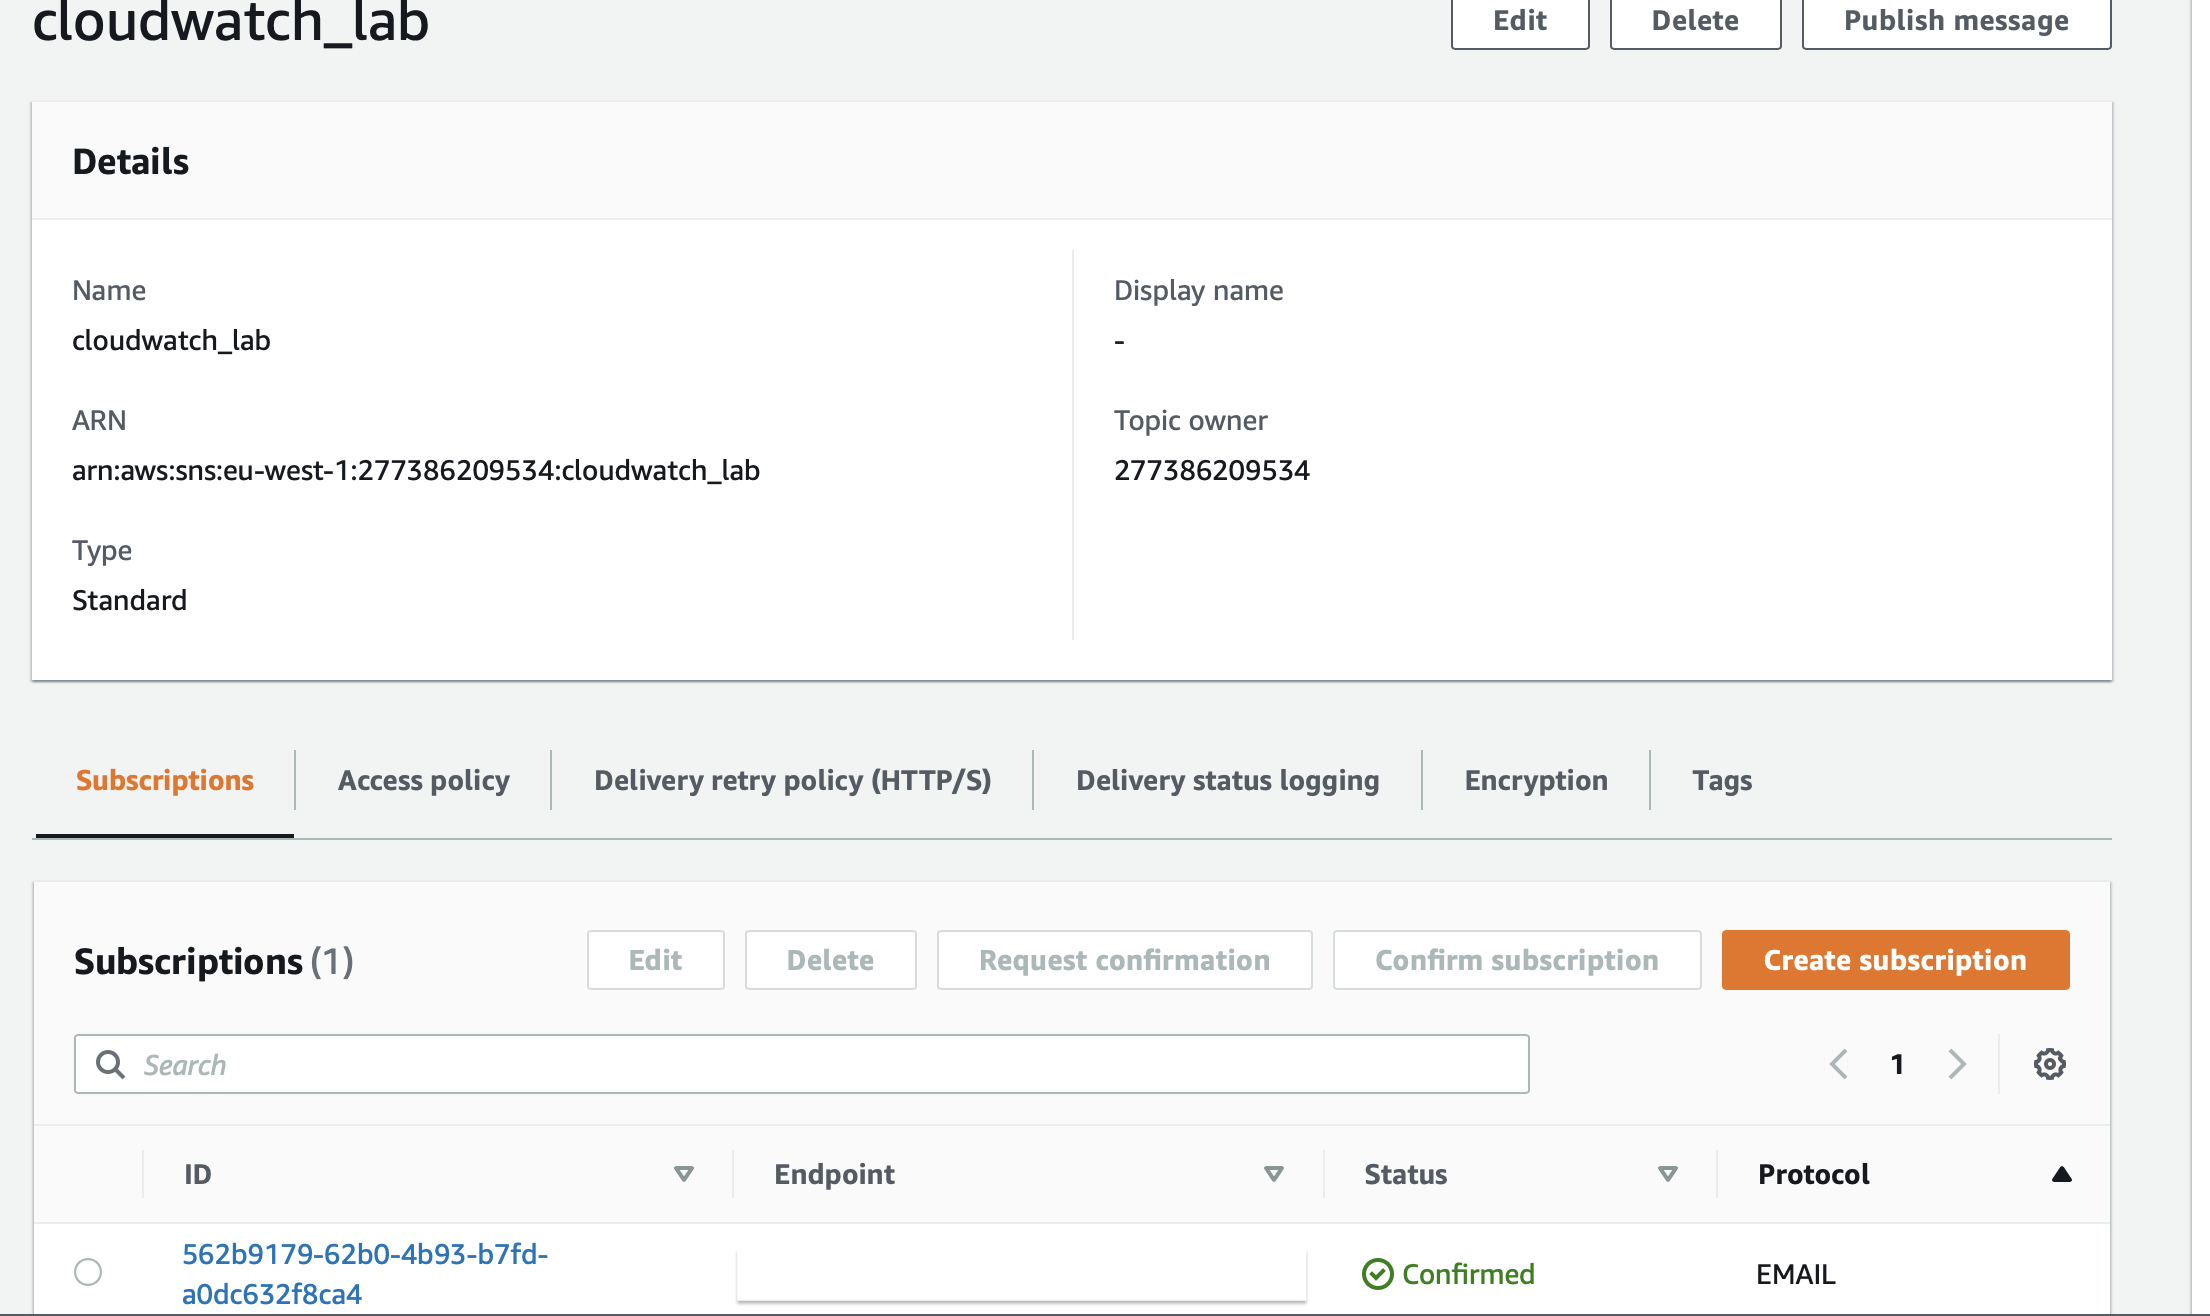 cloudwatch_lab
Edit
Delete
Publish message
Details
Name
cloudwatch_lab
Display name
-
ARN
arn:aws:sns:eu-west-1:277386209534:cloudwatch_lab
Topic owner
277386209534
Type
Standard
Subscriptions
Access policy
Delivery retry policy (HTTP/S)
Delivery status logging
Encryption
Tags
Subscriptions (1)
Edit
Delete
Request confirmation
Confirm subscription
Create subscription
Search
1
ID
Endpoint
Status
Protocol
562b9179-62b0-4b93-b7fd-
a0dc632f8ca4
Confirmed
EMAIL